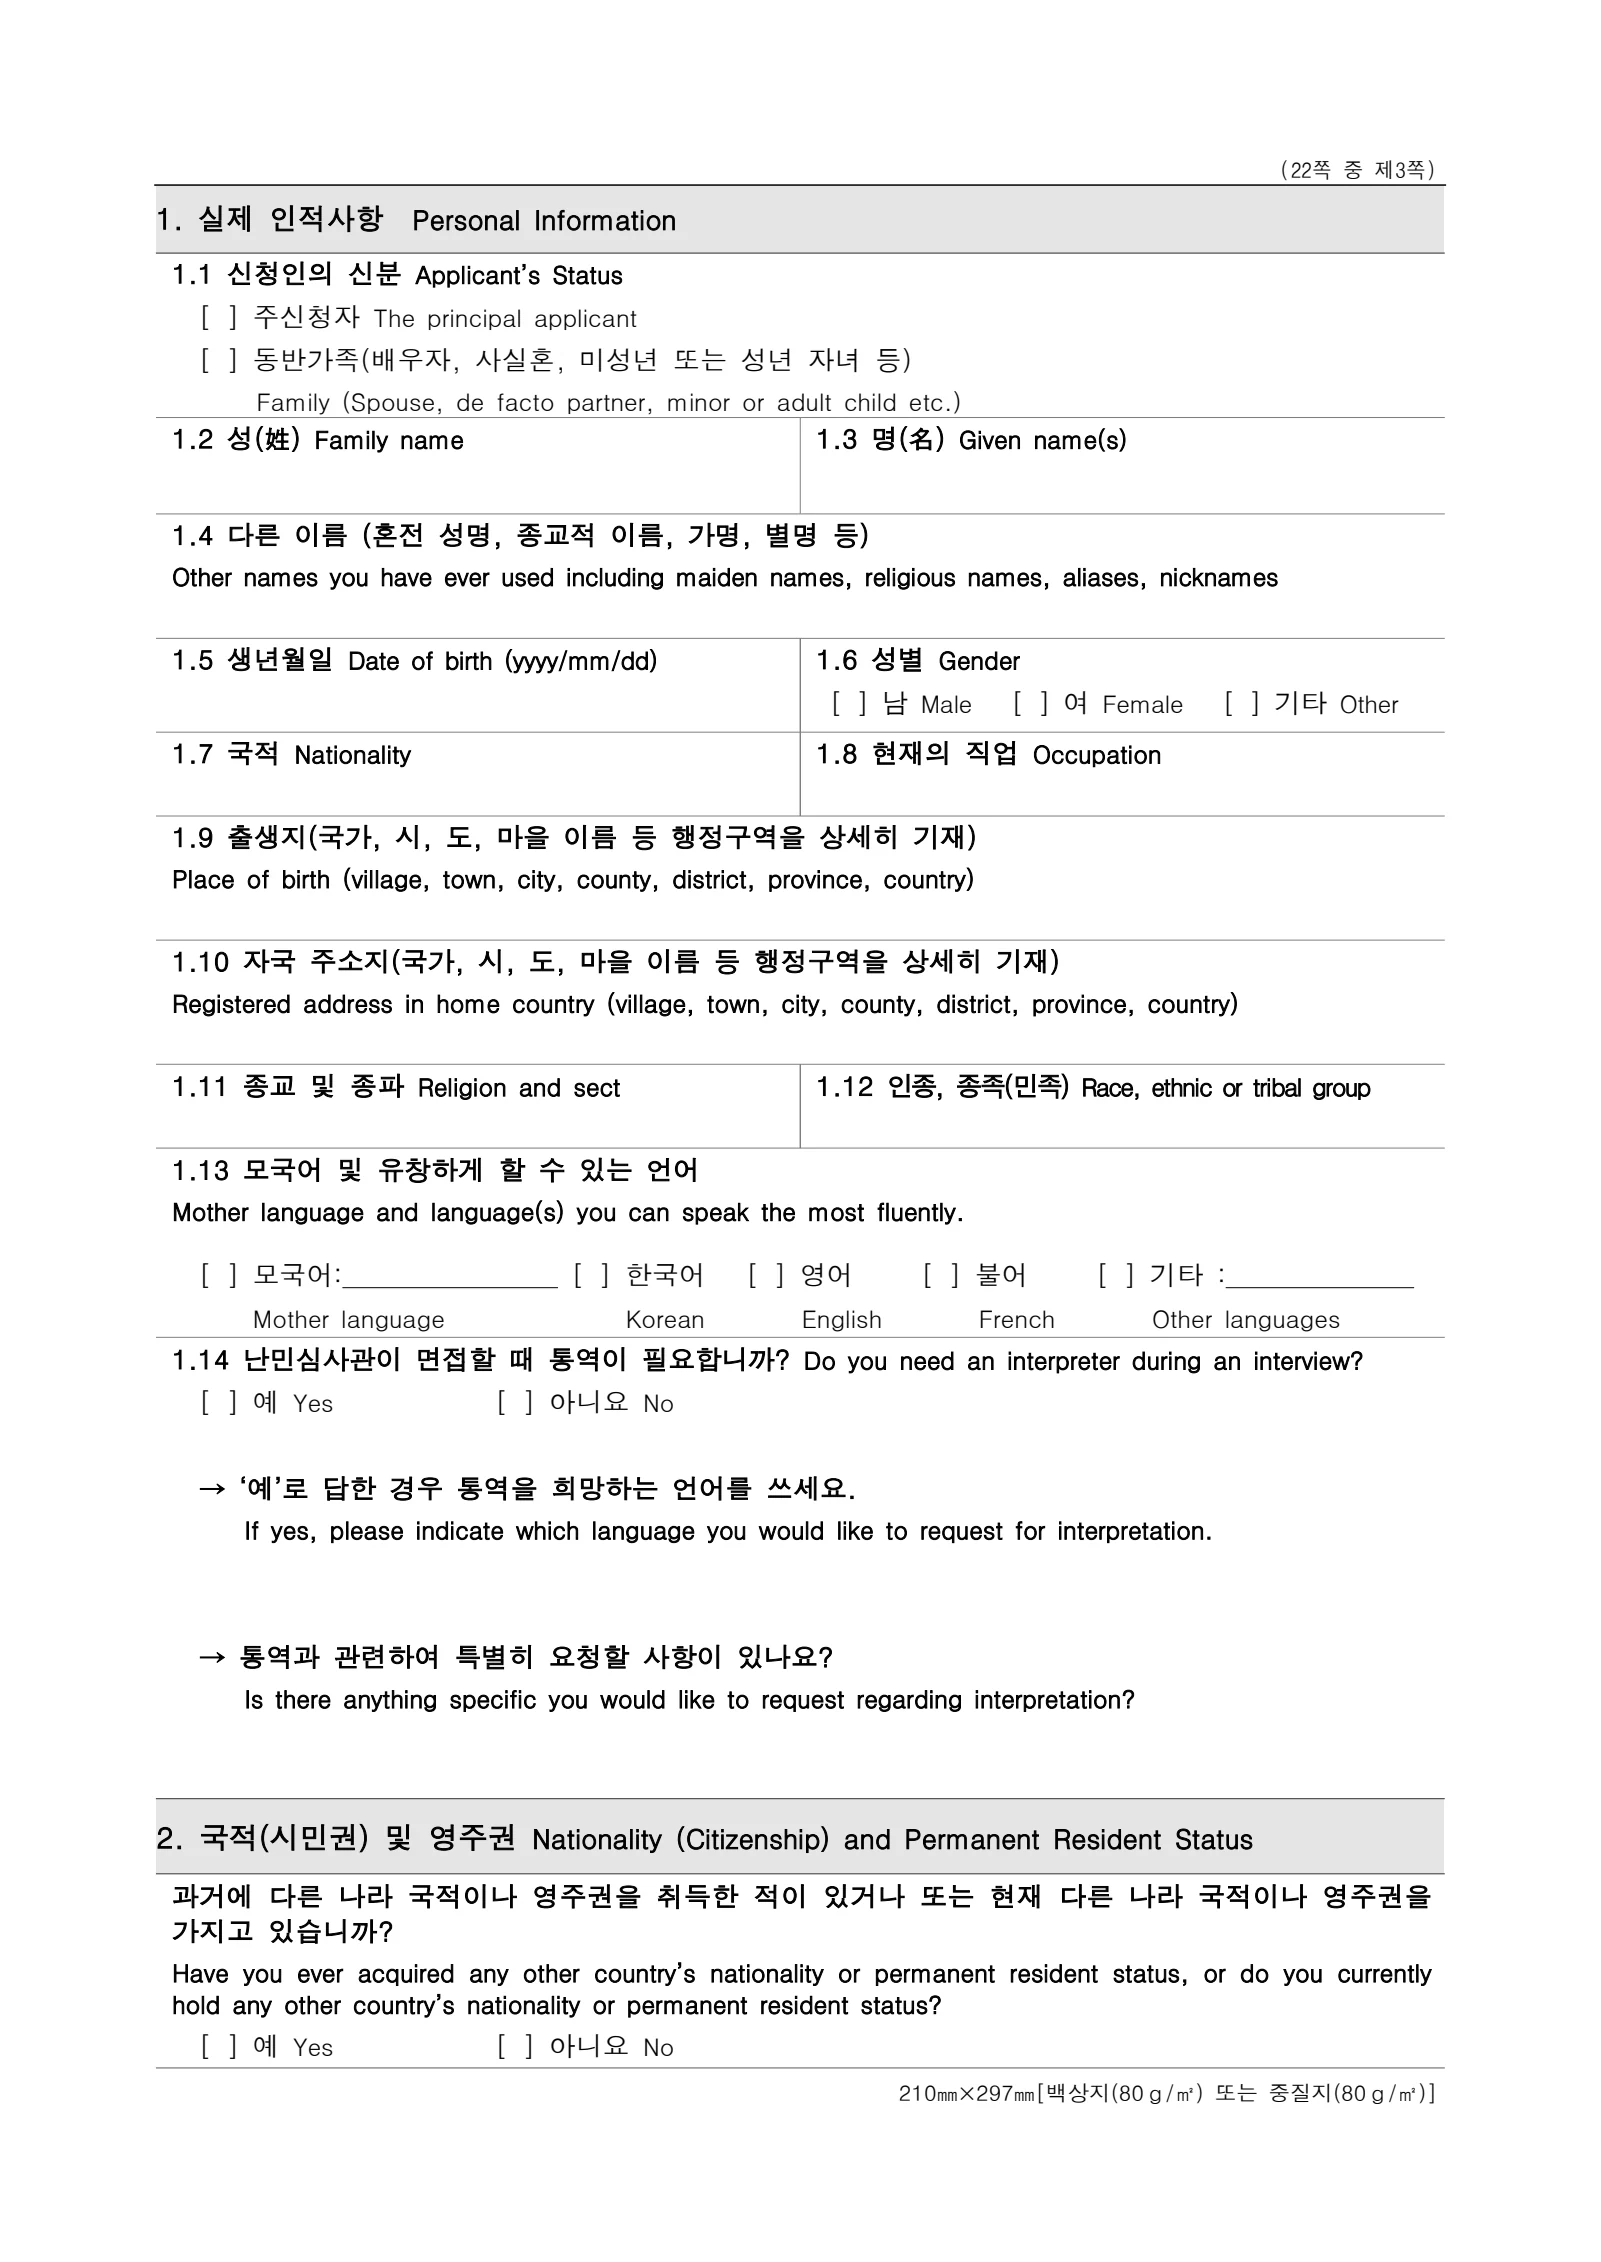 (22쪽 중 제3쪽)
1. 실제 인적사항 Personal Information
1.1 신청인의 신분 Applicant's Status
[ ] 주신청자 The principal applicant
[ ] 동반가족(배우자, 사실혼, 미성년 또는 성년 자녀 등)
Family (Spouse, de facto partner, minor or adult child etc.)
1.2 성(姓) Family name
1.3 명(名) Given name(s)
1.4 다른 이름 (혼전 성명, 종교적 이름, 가명, 별명 등)
Other names you have ever used including maiden names, religious names, aliases, nicknames
1.5 생년월일 Date of birth (yyyy/mm/dd)
1.6 성별 Gender
[ ] 남 Male [ ] 여 Female [ ] 기타 Other
1.7 국적 Nationality
1.8 현재의 직업 Occupation
1.9 출생지(국가, 시, 도, 마을 이름 등 행정구역을 상세히 기재)
Place of birth (village, town, city, county, district, province, country)
1.10 자국 주소지(국가, 시, 도, 마을 이름 등 행정구역을 상세히 기재)
Registered address in home country (village, town, city, county, district, province, country)
1.11 종교 및 종파 Religion and sect
1.12 인종, 종족(민족) Race, ethnic or tribal group
1.13 모국어 및 유창하게 할 수 있는 언어
Mother language and language(s) you can speak the most fluently.
[ ] 모국어:________________ [ ] 한국어 [ ] 영어 [ ] 불어 [ ] 기타 :______________
Mother language Korean English French Other languages
1.14 난민심사관이 면접할 때 통역이 필요합니까? Do you need an interpreter during an interview?
[ ] 예 Yes [ ] 아니요 No
→ ‘예’로 답한 경우 통역을 희망하는 언어를 쓰세요.
If yes, please indicate which language you would like to request for interpretation.
→ 통역과 관련하여 특별히 요청할 사항이 있나요?
Is there anything specific you would like to request regarding interpretation?
2. 국적(시민권) 및 영주권 Nationality (Citizenship) and Permanent Resident Status
과거에 다른 나라 국적이나 영주권을 취득한 적이 있거나 또는 현재 다른 나라 국적이나 영주권을
가지고 있습니까?
Have you ever acquired any other country's nationality or permanent resident status, or do you currently
hold any other country's nationality or permanent resident status?
[ ] 예 Yes [ ] 아니요 No
210㎜×297㎜[백상지(80ｇ/㎡) 또는 중질지(80ｇ/㎡)]